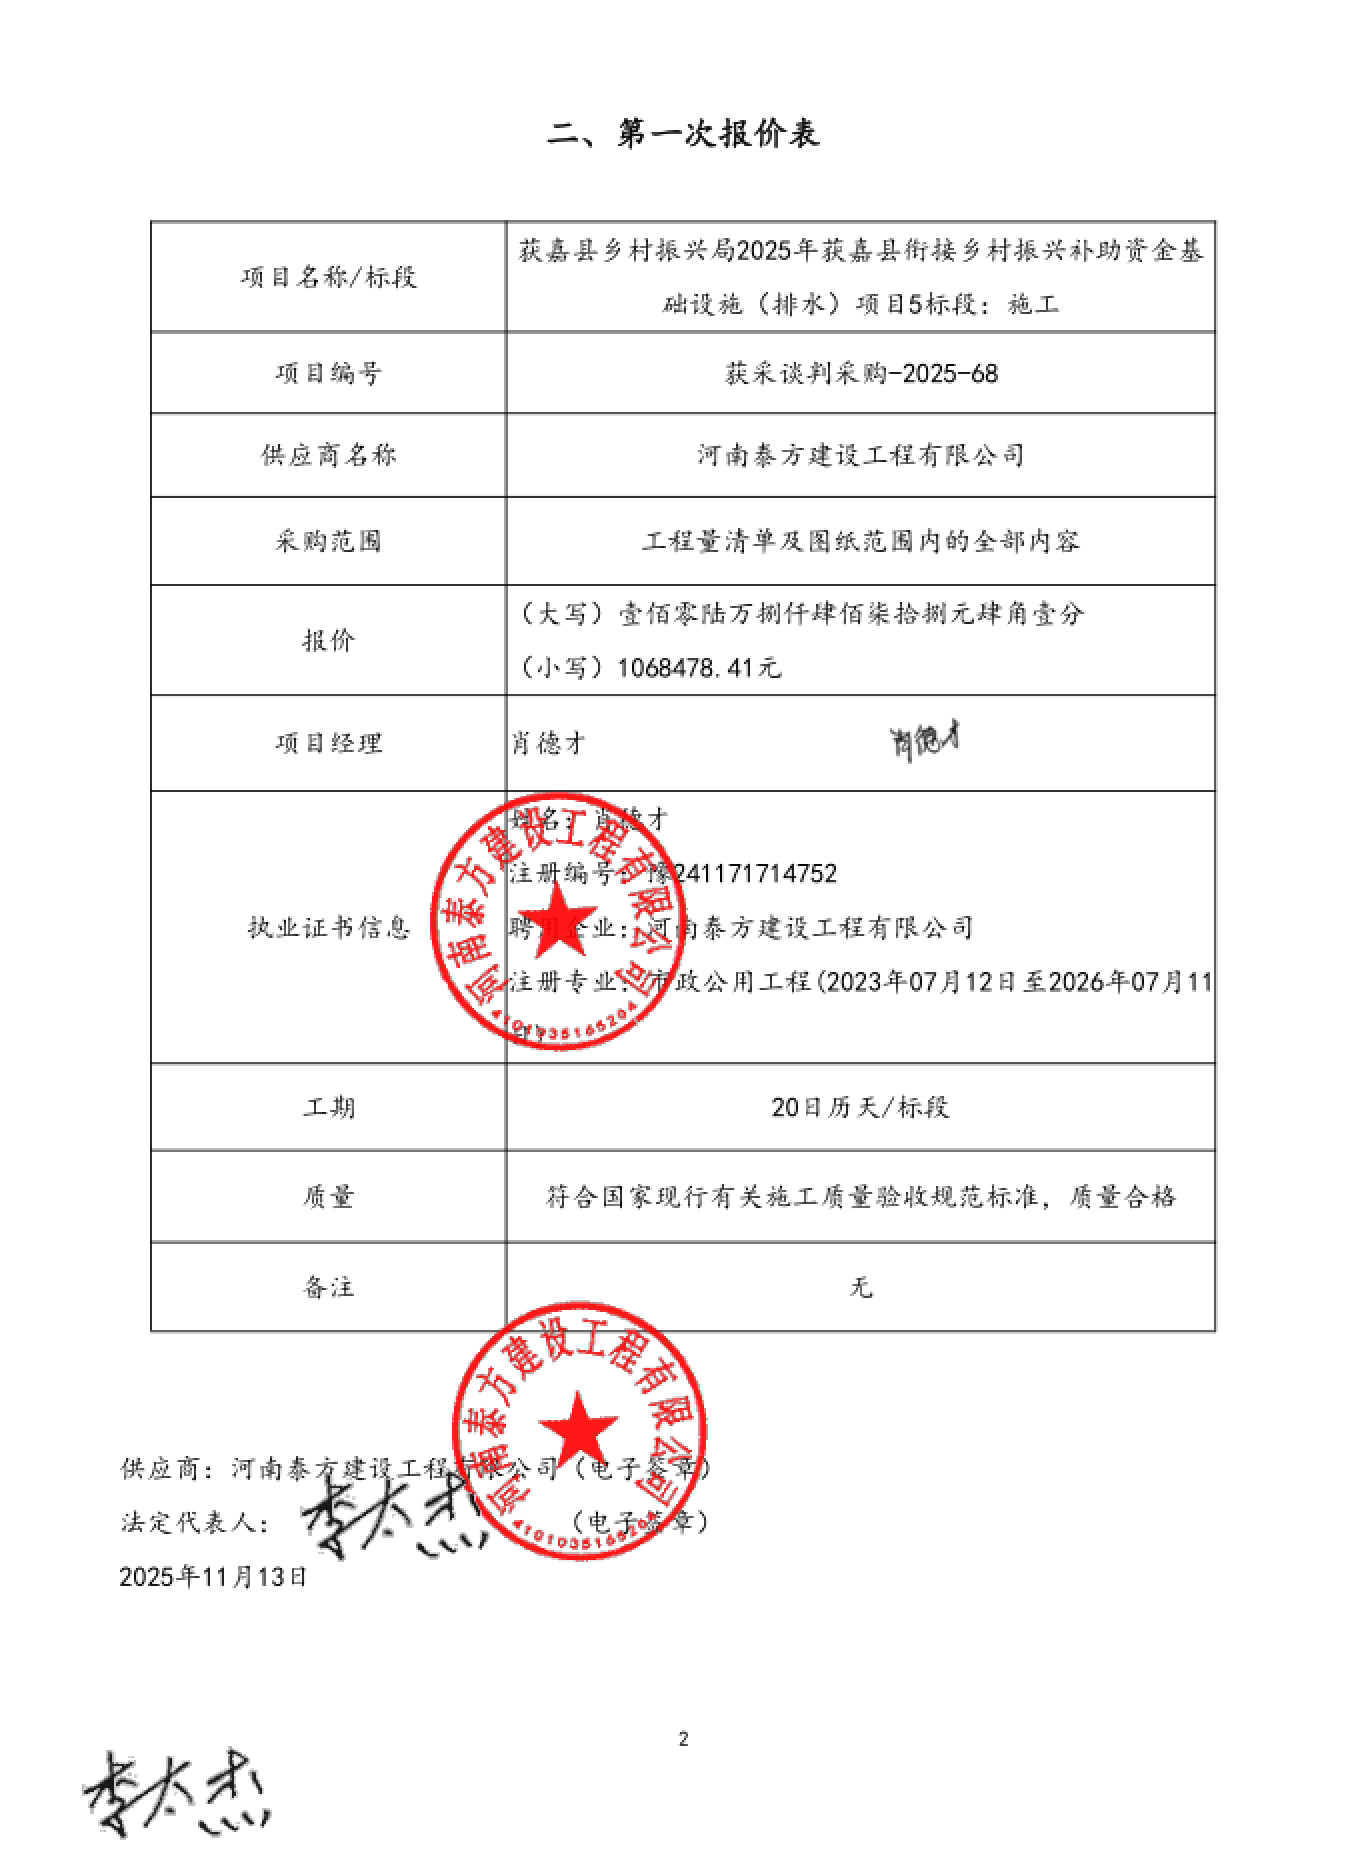 二、第一次报价表
项目名称/标段
获嘉县乡村振兴局2025年获嘉县衔接乡村振兴补助资金基
础设施（排水）项目5标段：施工
项目编号
获采谈判采购-2025-68
供应商名称
河南泰方建设工程有限公司
采购范围
工程量清单及图纸范围内的全部内容
报价
（大写）壹佰零陆万捌仟肆佰柒拾捌元肆角壹分
（小写）1068478.41元
项目经理
肖德才
肖德才
执业证书信息
姓名：肖德才
注册编号：豫241171714752
聘用企业：河南泰方建设工程有限公司
注册专业：市政公用工程(2023年07月12日至2026年07月11
日)
河南泰方建设工程有限公司
4101035165204
工期
20日历天/标段
质量
符合国家现行有关施工质量验收规范标准，质量合格
备注
无
河南泰方建设工程有限公司
4101035165204
供应商：河南泰方建设工程有限公司（电子签章）
法定代表人：李太杰（电子签章）
2025年11月13日
2
李太杰